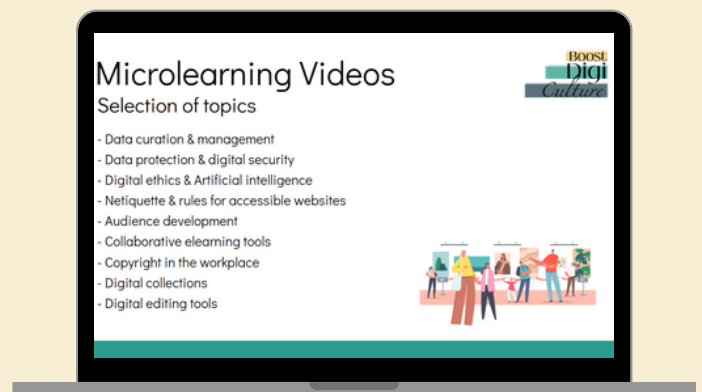 Microlearning Videos
Selection of topics
Boost
Digi
Culture
- Data curation & management
- Data protection & digital security
- Digital ethics & Artificial intelligence
- Netiquette & rules for accessible websites
- Audience development
- Collaborative elearning tools
- Copyright in the workplace
- Digital collections
- Digital editing tools